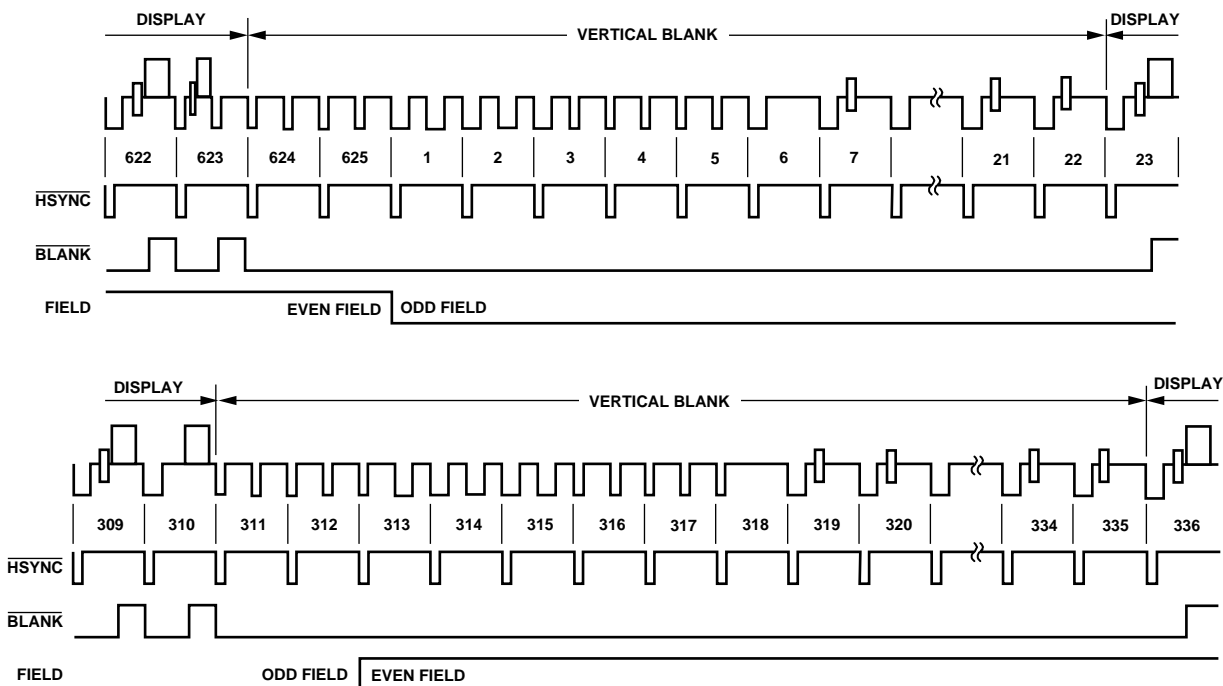 DISPLAY VERTICAL BLANK DISPLAY
622 623 624 625 1 2 3 4 5 6 7 21 22 23
HSYNC
BLANK
FIELD EVEN FIELD ODD FIELD
DISPLAY VERTICAL BLANK DISPLAY
309 310 311 312 313 314 315 316 317 318 319 320 334 335 336
HSYNC
BLANK
FIELD ODD FIELD EVEN FIELD